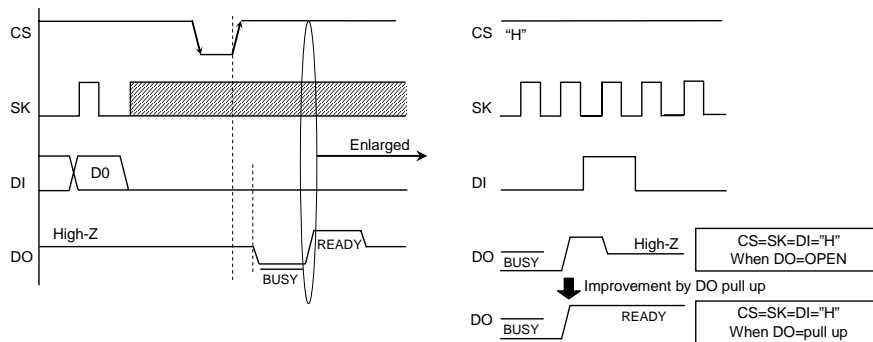 CS
SK
DI
D0
High-Z
DO
BUSY
READY
Enlarged
CS "H"
SK
DI
DO
BUSY
High-Z
CS=SK=DI="H"
When DO=OPEN
Improvement by DO pull up
DO
BUSY
READY
CS=SK=DI="H"
When DO=pull up